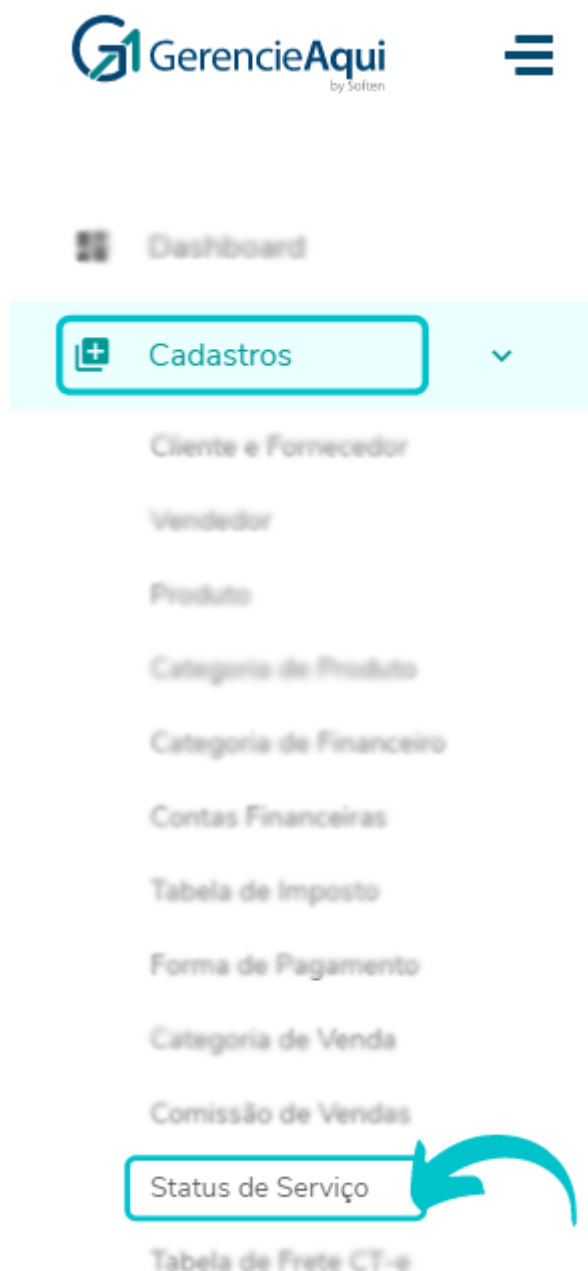 GerencieAqui
by Soften
Dashboard
Cadastros
Cliente e Fornecedor
Vendedor
Produto
Categoria de Produto
Categoria de Financeiro
Contas Financeiras
Tabela de Imposto
Forma de Pagamento
Categoria de Venda
Comissão de Vendas
Status de Serviço
Tabela de Frete CT-e